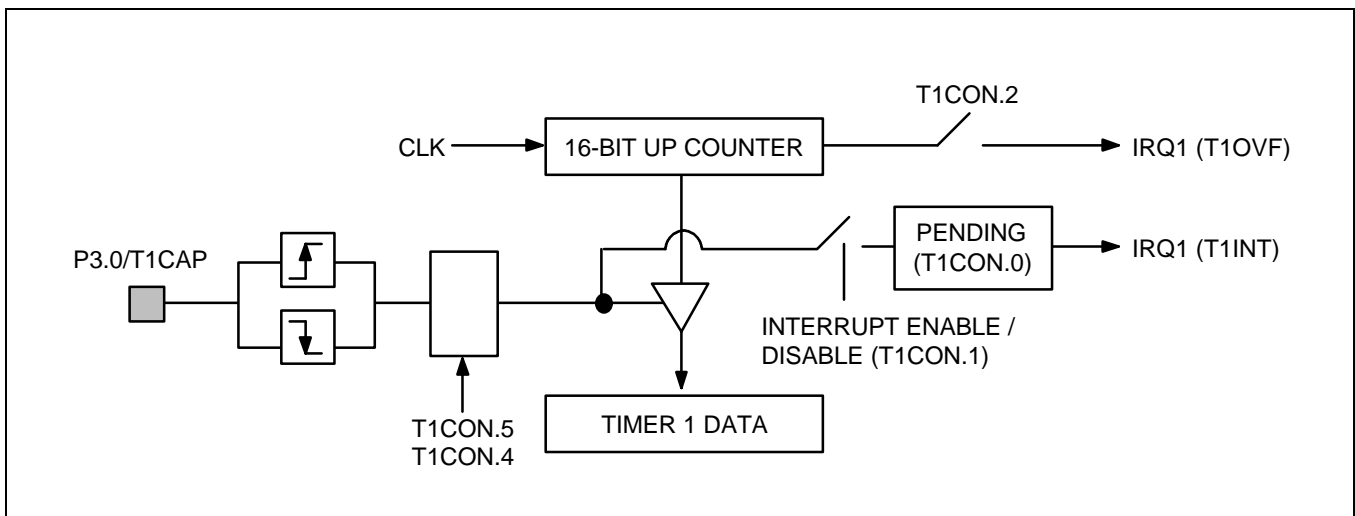 T1CON.2
CLK
16-BIT UP COUNTER
IRQ1 (T1OVF)
P3.0/T1CAP
PENDING
(T1CON.0)
IRQ1 (T1INT)
INTERRUPT ENABLE /
DISABLE (T1CON.1)
T1CON.5
T1CON.4
TIMER 1 DATA